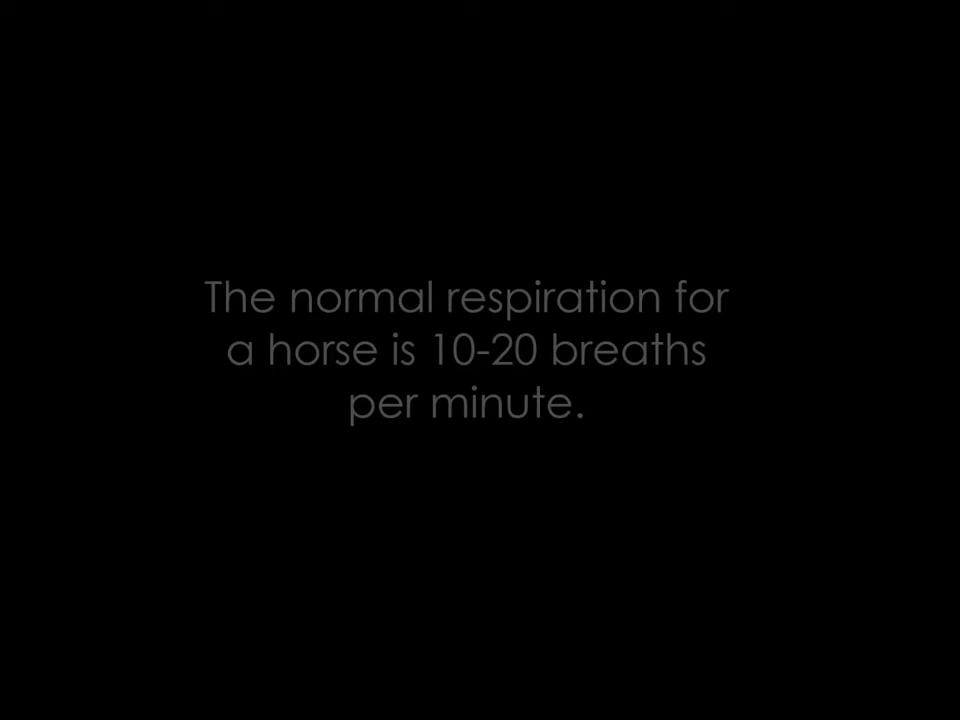 The normal respiration for
a horse is 10-20 breaths
per minute.